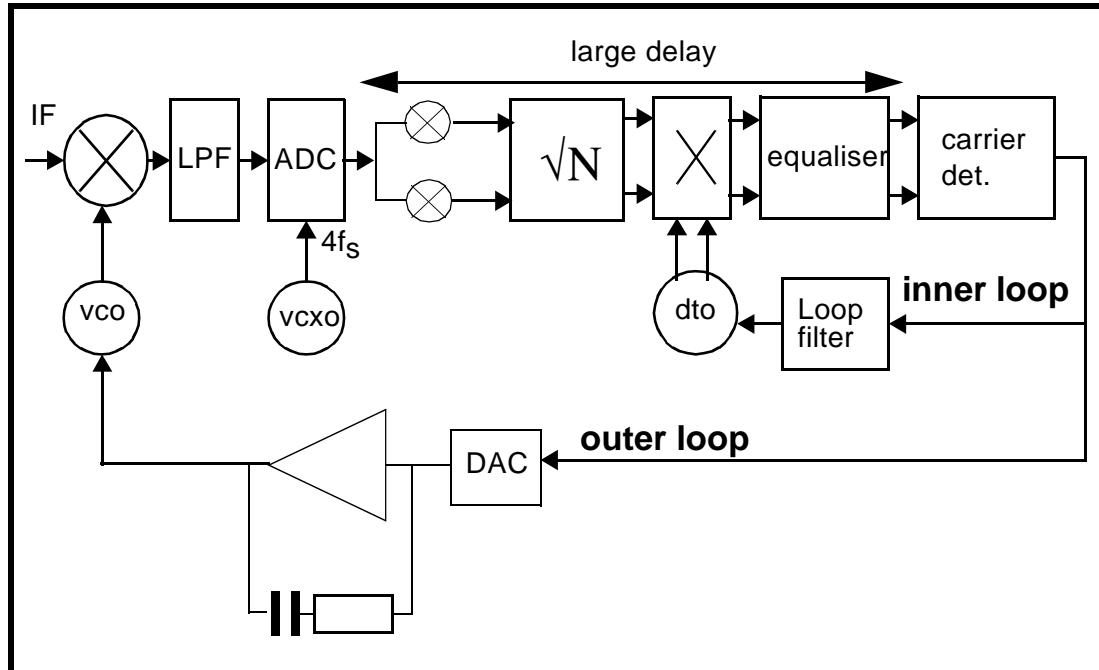 large delay
IF
LPF
ADC
√N
equaliser
carrier
det.
4fs
vco
vcxo
dto
Loop
filter
inner loop
outer loop
DAC